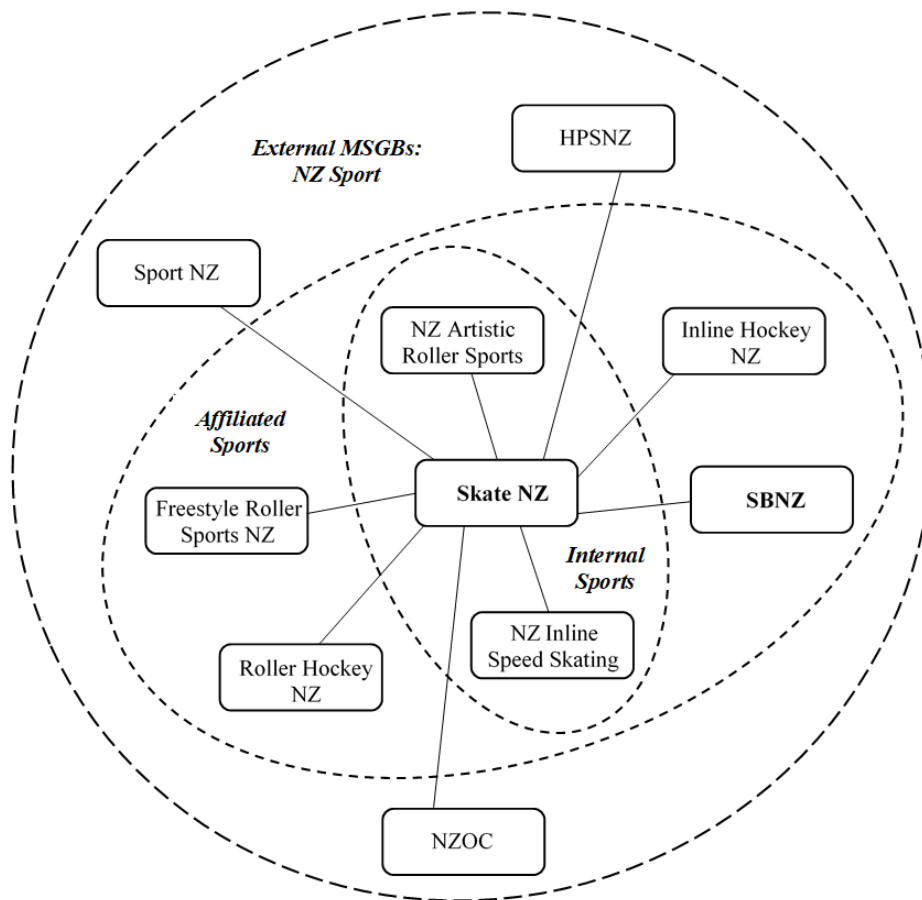 HPSNZ
External MSGBs:
NZ Sport
Sport NZ
NZ Artistic
Roller Sports
Inline Hockey
NZ
Affiliated
Sports
Skate NZ
SBNZ
Freestyle Roller
Sports NZ
Internal
Sports
NZ Inline
Speed Skating
Roller Hockey
NZ
NZOC